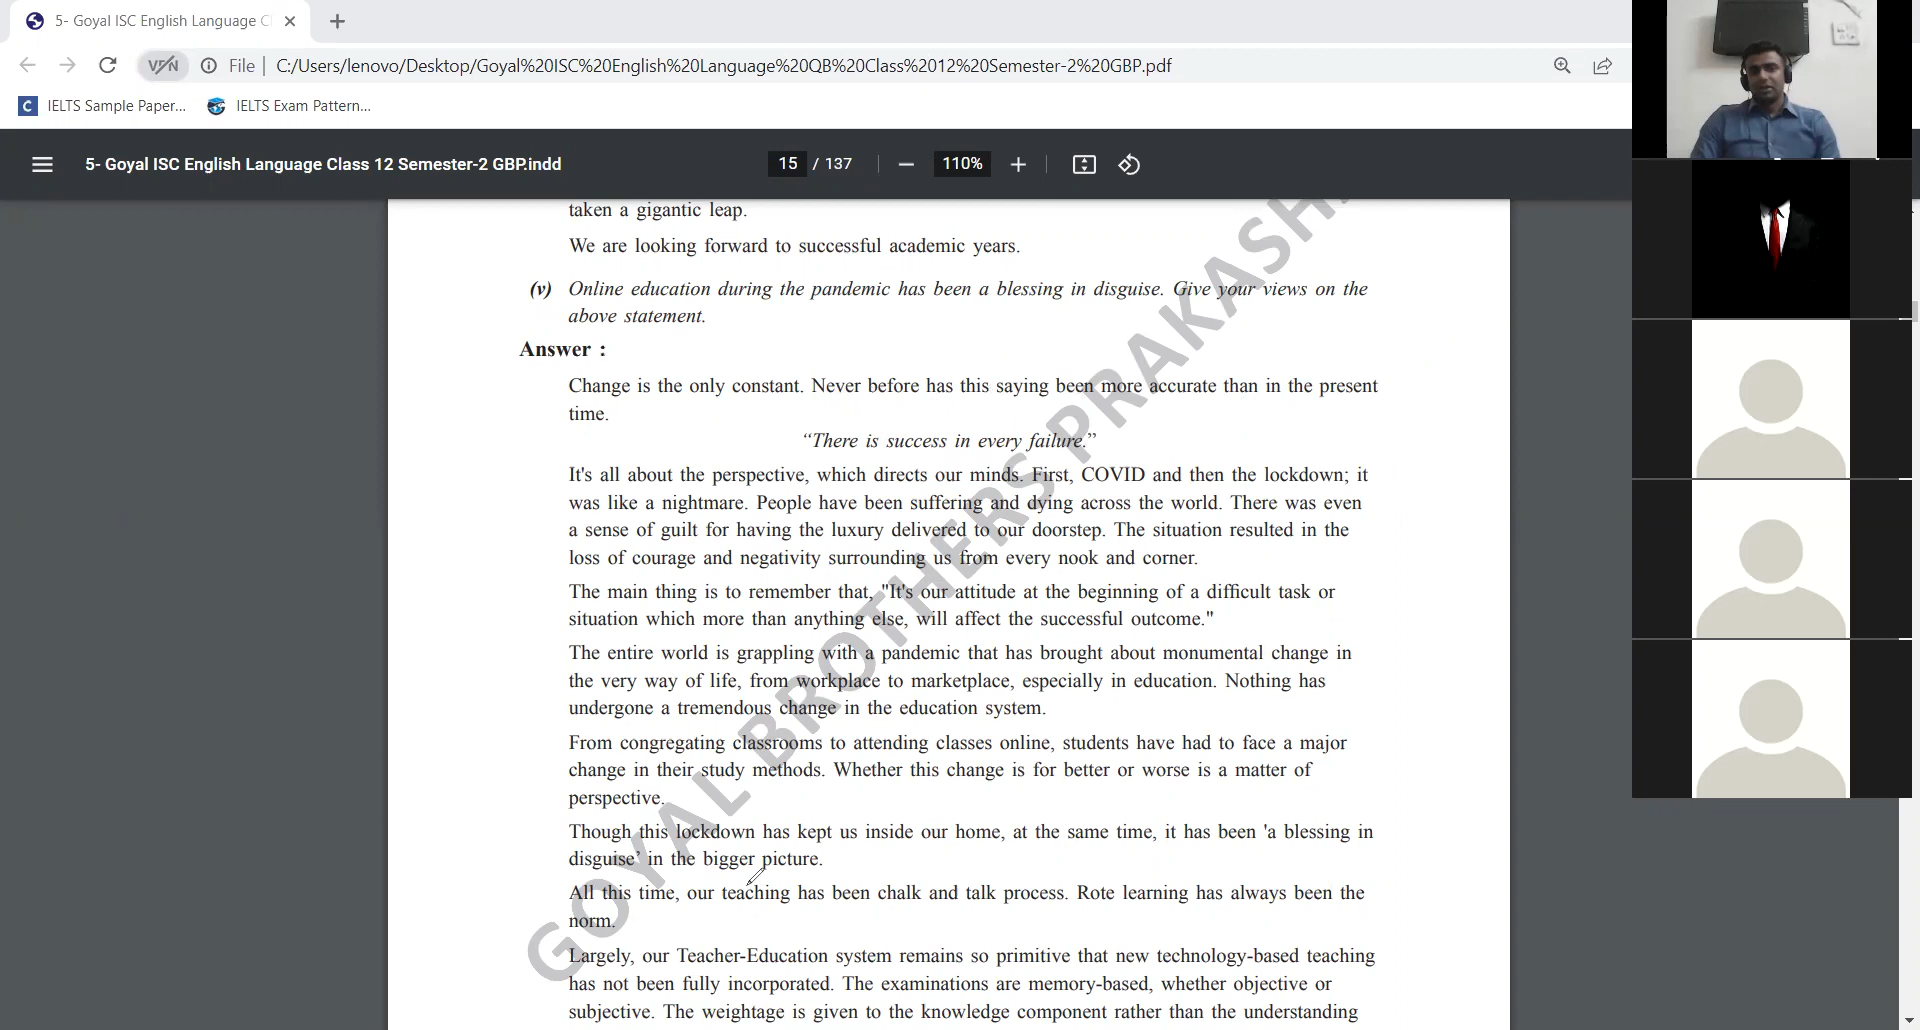 5- Goyal ISC English Language C
File
C:/Users/lenovo/Desktop/Goyal%20ISC%20English%20Language%20QB%20Class%2012%20Semester-2%20GBP.pdf
IELTS Sample Paper...
IELTS Exam Pattern...
5- Goyal ISC English Language Class 12 Semester-2 GBP.indd
15 / 137
110%
taken a gigantic leap.
We are looking forward to successful academic years.
(v) Online education during the pandemic has been a blessing in disguise. Give your views on the
above statement.
Answer :
Change is the only constant. Never before has this saying been more accurate than in the present
time.
“There is success in every failure.”
It's all about the perspective, which directs our minds. First, COVID and then the lockdown; it
was like a nightmare. People have been suffering and dying across the world. There was even
a sense of guilt for having the luxury delivered to our doorstep. The situation resulted in the
loss of courage and negativity surrounding us from every nook and corner.
The main thing is to remember that, "It's our attitude at the beginning of a difficult task or
situation which more than anything else, will affect the successful outcome."
The entire world is grappling with a pandemic that has brought about monumental change in
the very way of life, from workplace to marketplace, especially in education. Nothing has
undergone a tremendous change in the education system.
From congregating classrooms to attending classes online, students have had to face a major
change in their study methods. Whether this change is for better or worse is a matter of
perspective.
Though this lockdown has kept us inside our home, at the same time, it has been 'a blessing in
disguise’ in the bigger picture.
All this time, our teaching has been chalk and talk process. Rote learning has always been the
norm.
Largely, our Teacher-Education system remains so primitive that new technology-based teaching
has not been fully incorporated. The examinations are memory-based, whether objective or
subjective. The weightage is given to the knowledge component rather than the understanding
GOYAL BROTHERS PRAKASH